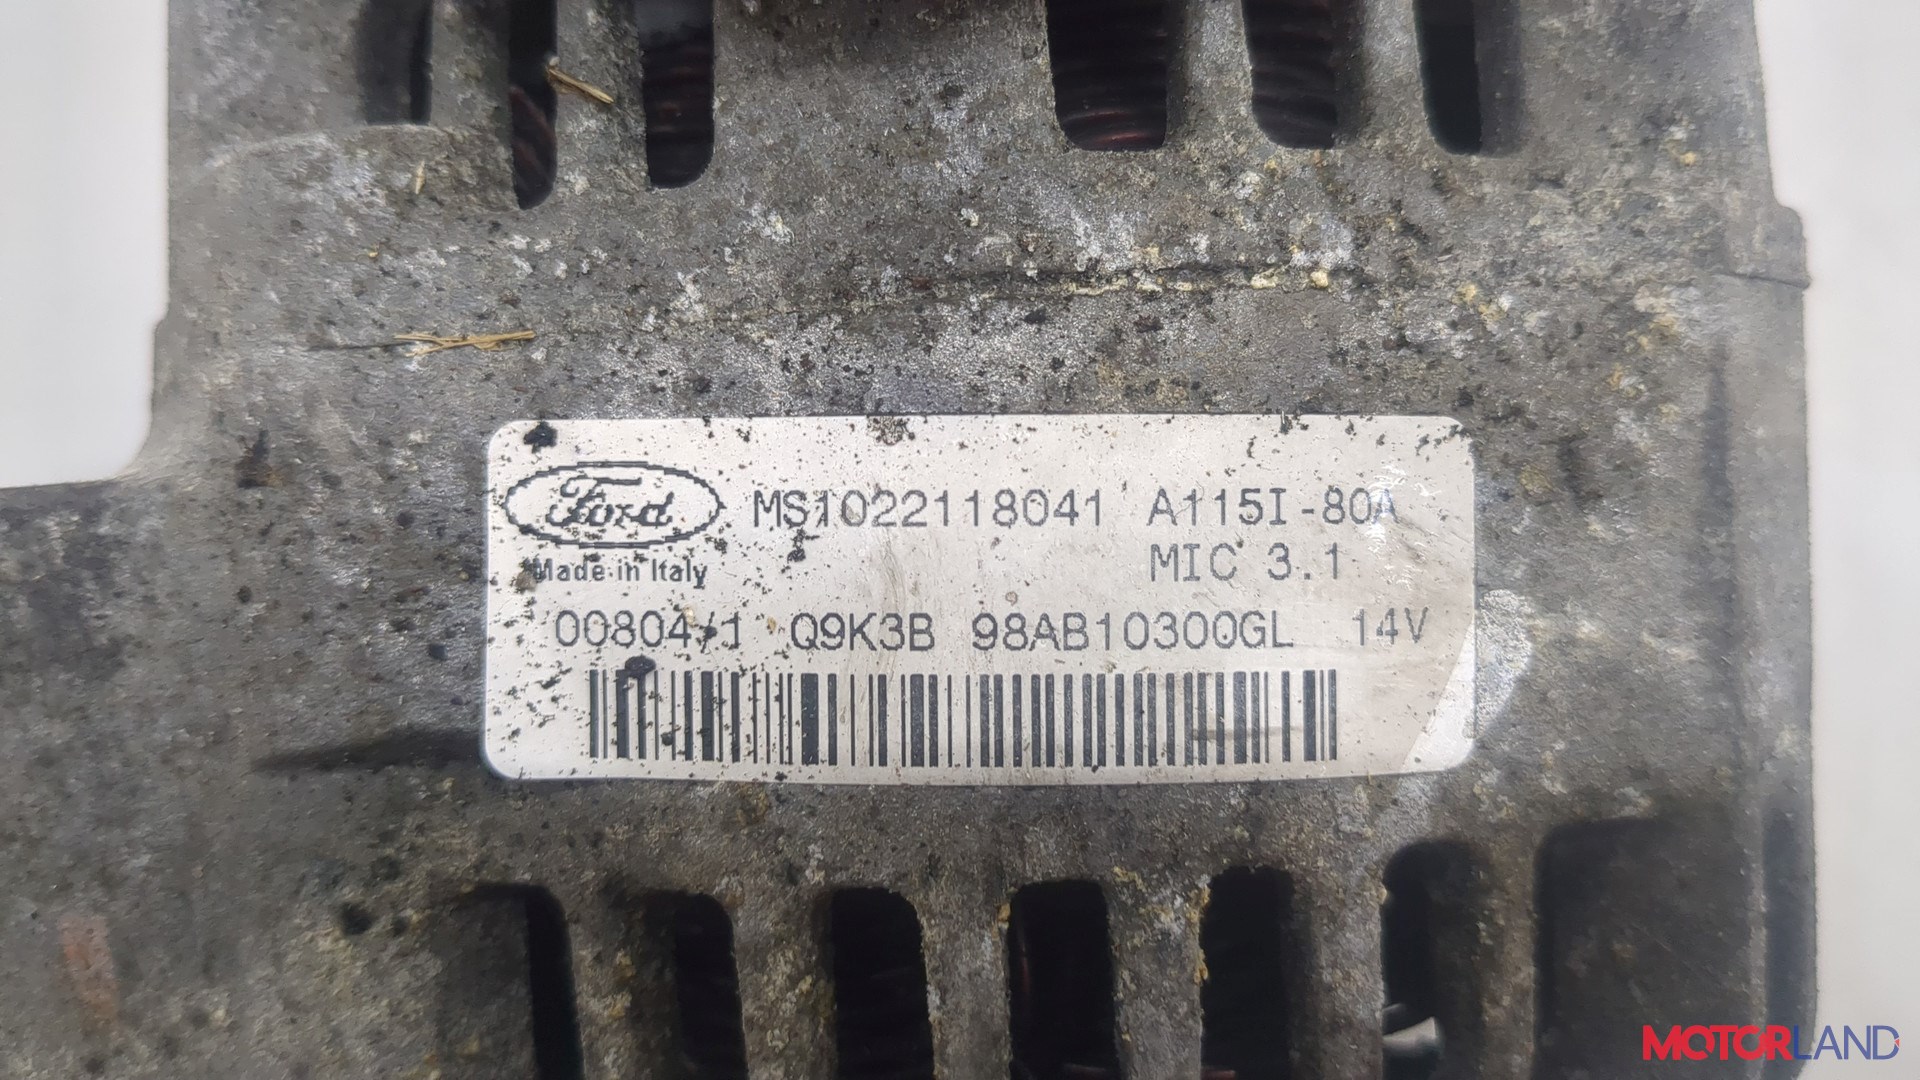 Ford MS1022118041 A115I-80A
Made in Italy MIC 3.1
00804/1 Q9K3B 98AB10300GL 14V
MOTORLAND